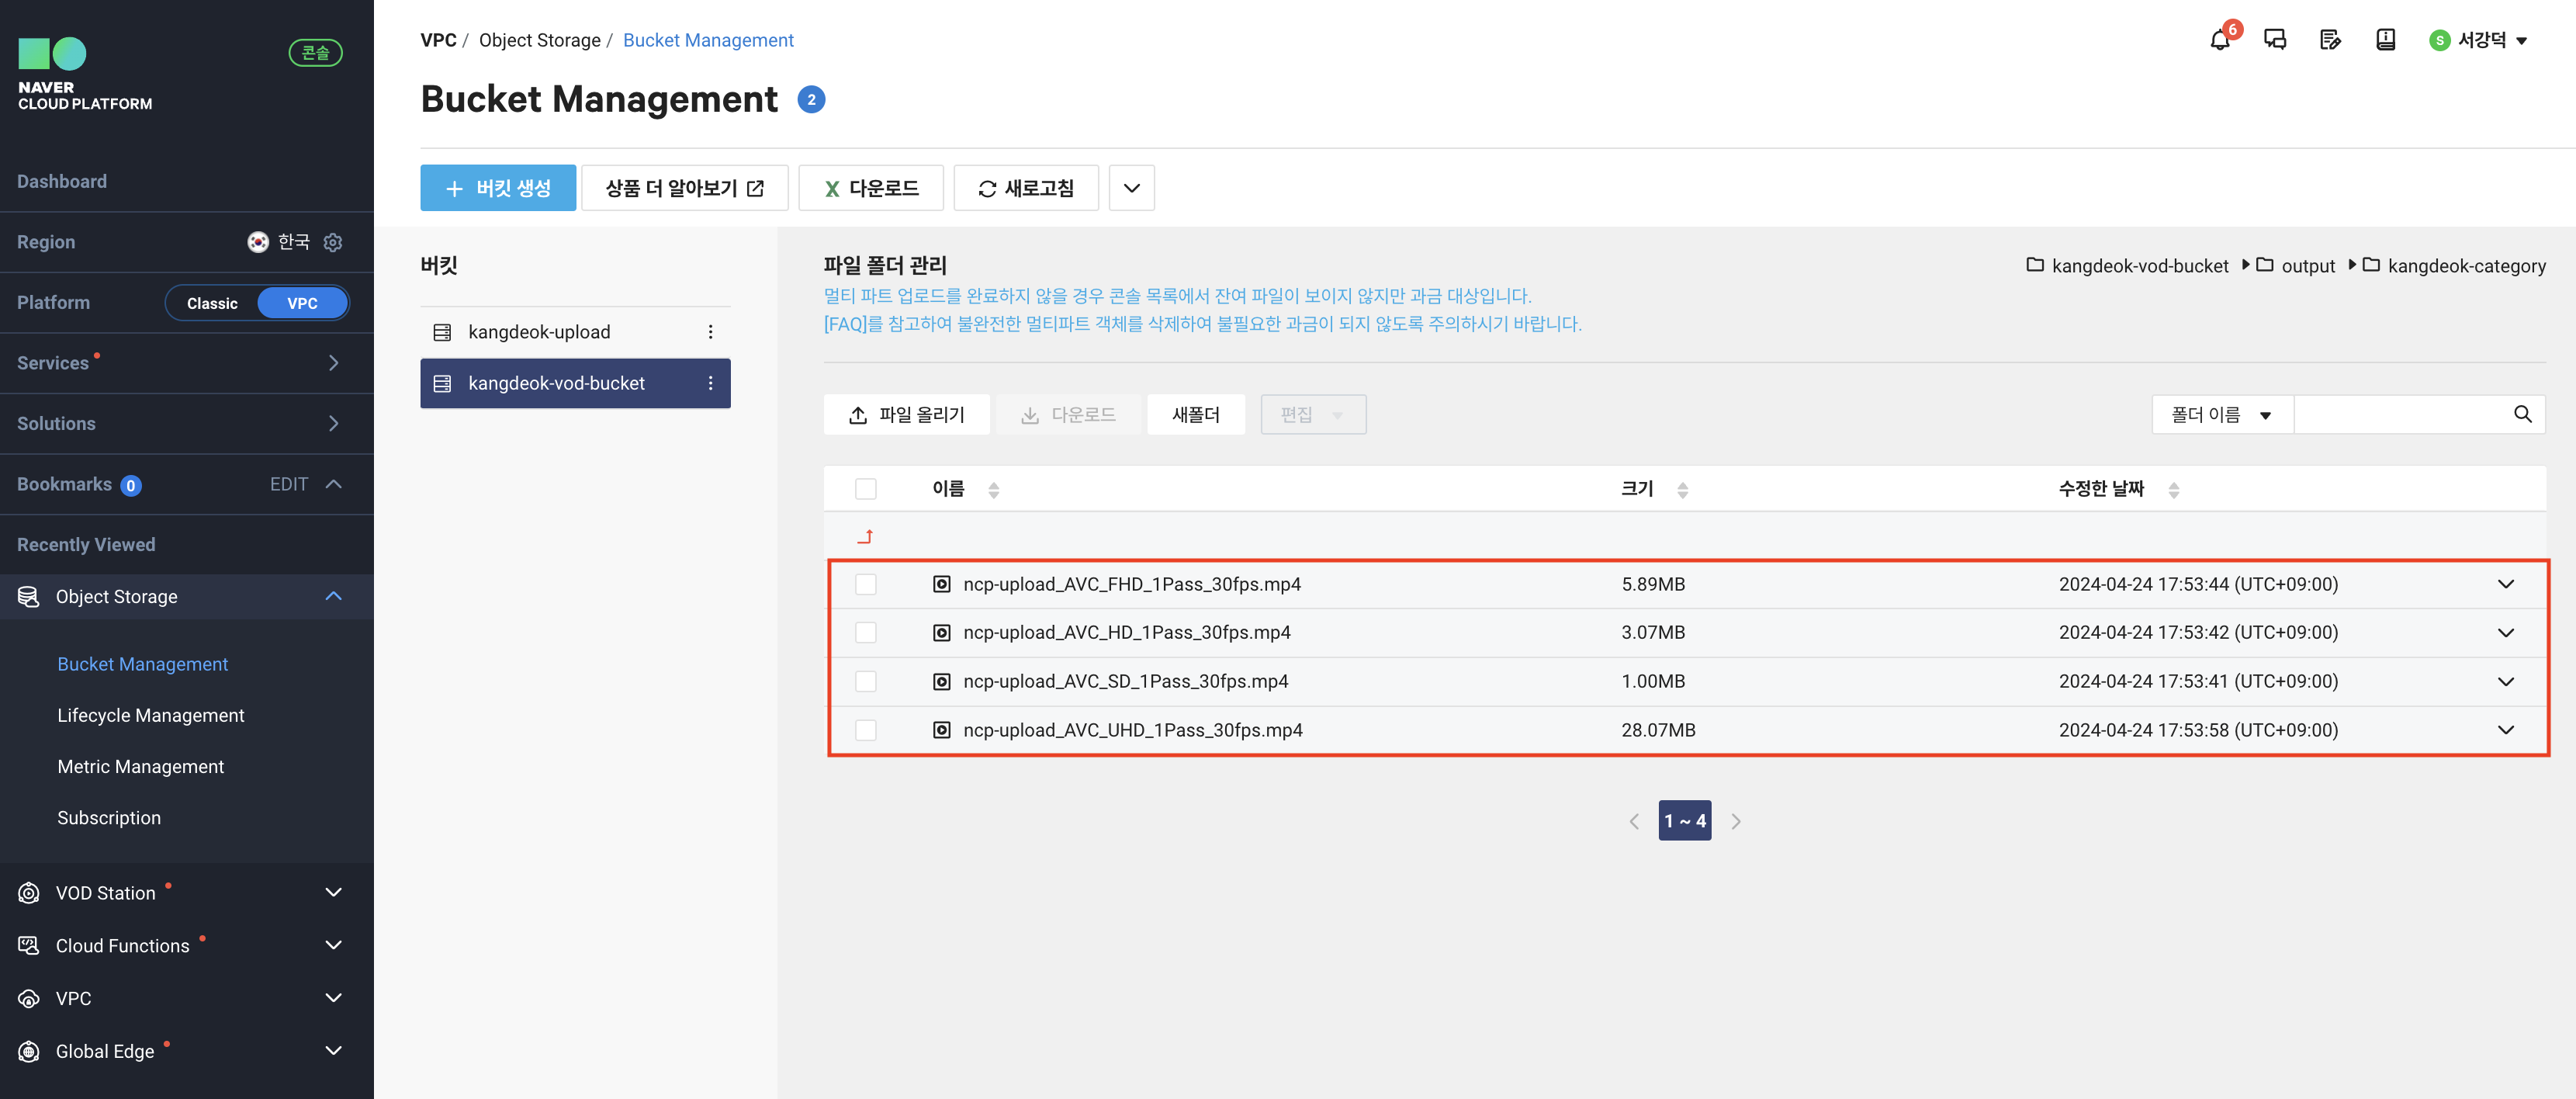 콘솔
NAVER
CLOUD PLATFORM
Dashboard
Region 한국
Platform Classic VPC
Services
Solutions
Bookmarks 0 EDIT
Recently Viewed
Object Storage
Bucket Management
Lifecycle Management
Metric Management
Subscription
VOD Station
Cloud Functions
VPC
Global Edge
VPC / Object Storage / Bucket Management
6 S 서강덕
Bucket Management 2
버킷 생성 상품 더 알아보기 X 다운로드 새로고침
버킷
kangdeok-upload
kangdeok-vod-bucket
파일 폴더 관리
kangdeok-vod-bucket output kangdeok-category
멀티 파트 업로드를 완료하지 않을 경우 콘솔 목록에서 잔여 파일이 보이지 않지만 과금 대상입니다.
[FAQ]를 참고하여 불완전한 멀티파트 객체를 삭제하여 불필요한 과금이 되지 않도록 주의하시기 바랍니다.
파일 올리기 다운로드 새폴더 편집 폴더 이름
이름 크기 수정한 날짜
ncp-upload_AVC_FHD_1Pass_30fps.mp4 5.89MB 2024-04-24 17:53:44 (UTC+09:00)
ncp-upload_AVC_HD_1Pass_30fps.mp4 3.07MB 2024-04-24 17:53:42 (UTC+09:00)
ncp-upload_AVC_SD_1Pass_30fps.mp4 1.00MB 2024-04-24 17:53:41 (UTC+09:00)
ncp-upload_AVC_UHD_1Pass_30fps.mp4 28.07MB 2024-04-24 17:53:58 (UTC+09:00)
1 ~ 4